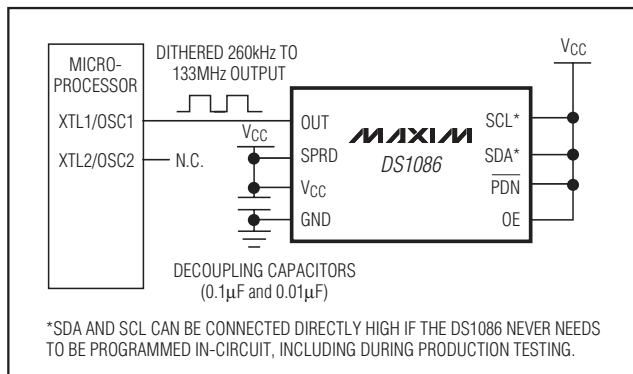 DITHERED 260kHz TO
133MHz OUTPUT
VCC
MICRO-
PROCESSOR
XTL1/OSC1
XTL2/OSC2
N.C.
VCC
OUT
SPRD
VCC
GND
MAXIM
DS1086
SCL*
SDA*
PDN
OE
DECOUPLING CAPACITORS
(0.1µF and 0.01µF)
*SDA AND SCL CAN BE CONNECTED DIRECTLY HIGH IF THE DS1086 NEVER NEEDS
TO BE PROGRAMMED IN-CIRCUIT, INCLUDING DURING PRODUCTION TESTING.